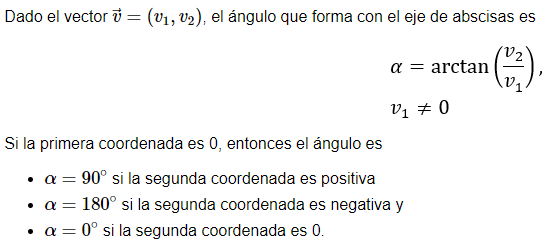 Dado el vector $\vec{v} = (v_1, v_2)$, el ángulo que forma con el eje de abscisas es
$\alpha = \arctan\left(\frac{v_2}{v_1}\right),$
$v_1 \neq 0$
Si la primera coordenada es 0, entonces el ángulo es
• $\alpha = 90^\circ$ si la segunda coordenada es positiva
• $\alpha = 180^\circ$ si la segunda coordenada es negativa y
• $\alpha = 0^\circ$ si la segunda coordenada es 0.